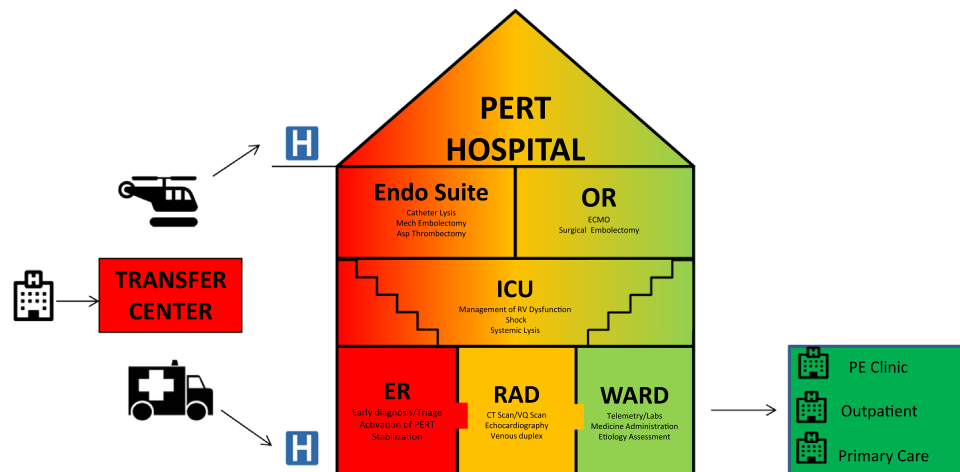 PERT
HOSPITAL
H
Endo Suite
Catheter Lysis
Mech Embolectomy
Asp Thrombectomy
OR
ECMO
Surgical Embolectomy
H
TRANSFER
CENTER
ICU
Management of RV Dysfunction
Shock
Systemic Lysis
ER
Early diagnosis/Triage
Activation of PERT
Stabilization
RAD
CT Scan/VQ Scan
Echocardiography
Venous duplex
WARD
Telemetry/Labs
Medicine Administration
Etiology Assessment
H
H
PE Clinic
H
Outpatient
H
Primary Care